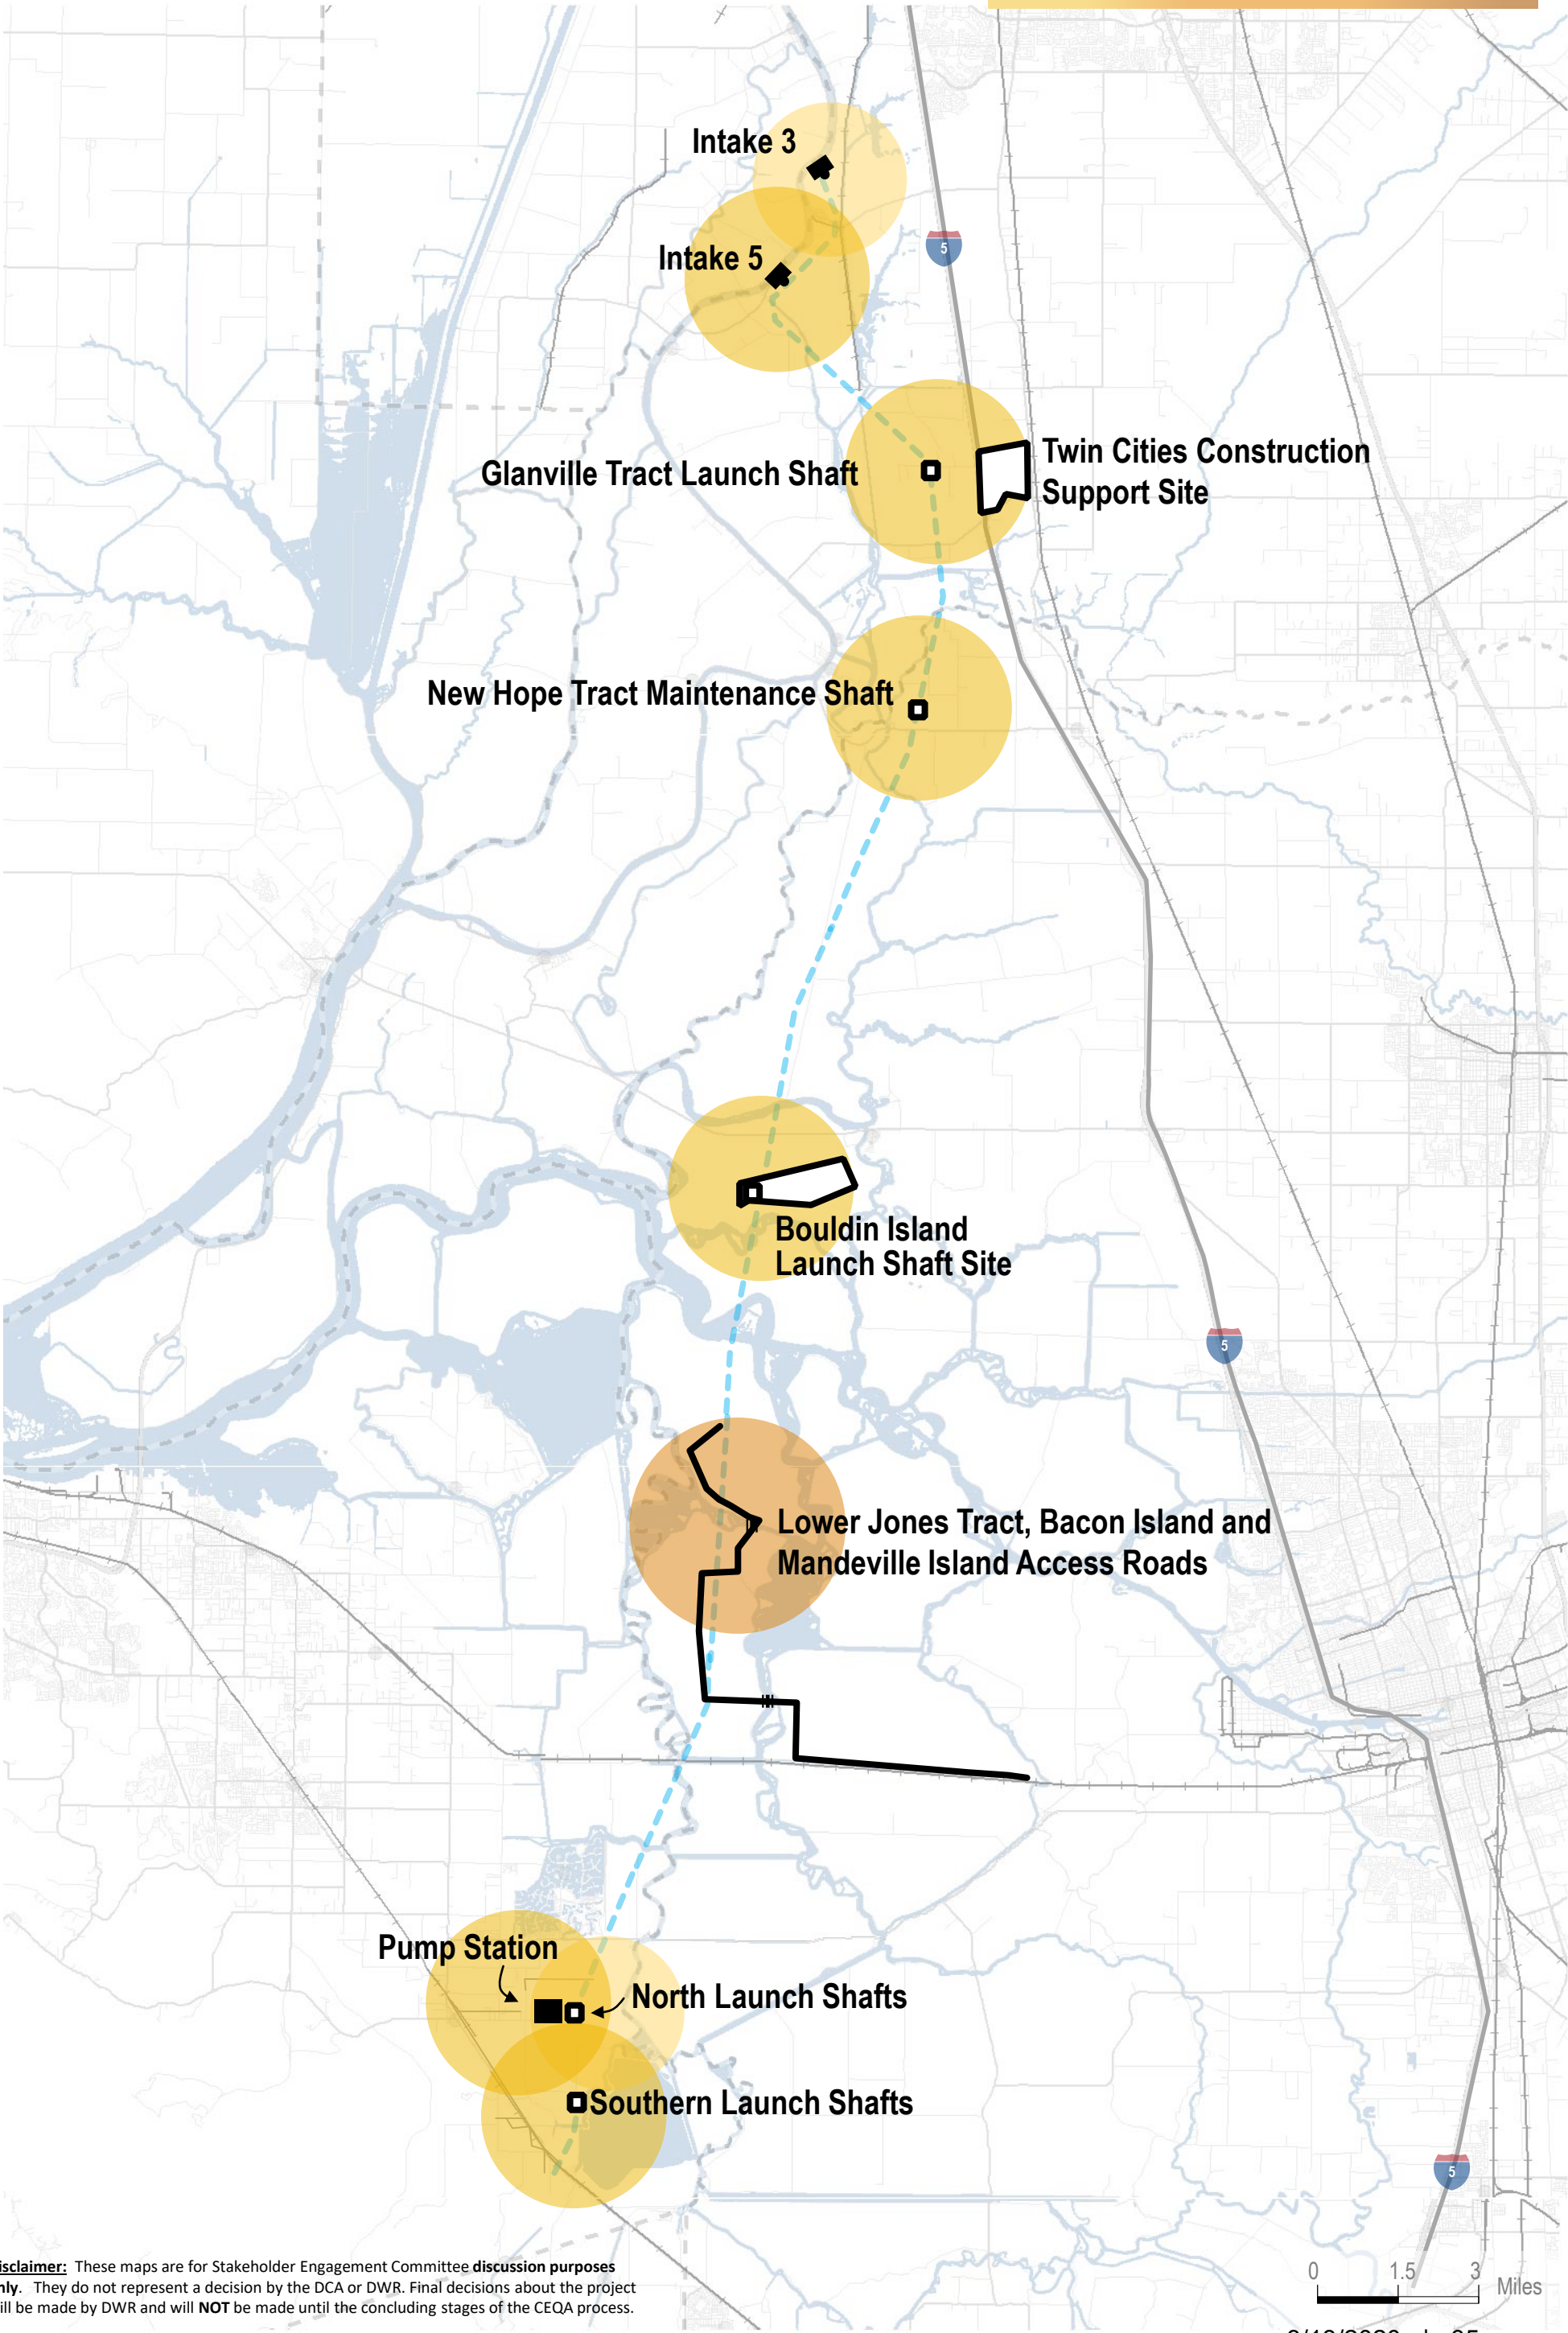 Intake 3
5
Intake 5
Twin Cities Construction
Support Site
Glanville Tract Launch Shaft
New Hope Tract Maintenance Shaft
Bouldin Island
Launch Shaft Site
5
Lower Jones Tract, Bacon Island and
Mandeville Island Access Roads
Pump Station
North Launch Shafts
Southern Launch Shafts
5
isclaimer: These maps are for Stakeholder Engagement Committee discussion purposes
nly. They do not represent a decision by the DCA or DWR. Final decisions about the project
ill be made by DWR and will NOT be made until the concluding stages of the CEQA process.
0 1.5 3
Miles